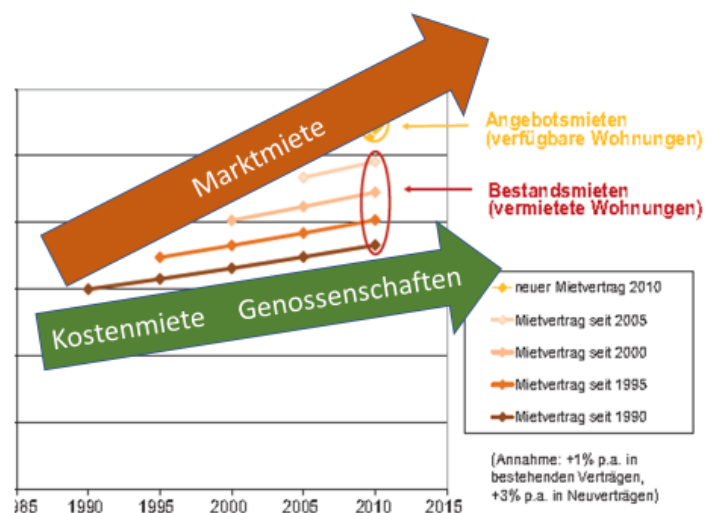 Marktmiete
Angebotsmieten
(verfügbare Wohnungen)
Bestandsmieten
(vermietete Wohnungen)
Kostenmiete Genossenschaften
neuer Mietvertrag 2010
Mietvertrag seit 2005
Mietvertrag seit 2000
Mietvertrag seit 1995
Mietvertrag seit 1990
(Annahme: +1% p.a. in
bestehenden Verträgen,
+3% p.a. in Neuverträgen)
985 1990 1995 2000 2005 2010 2015